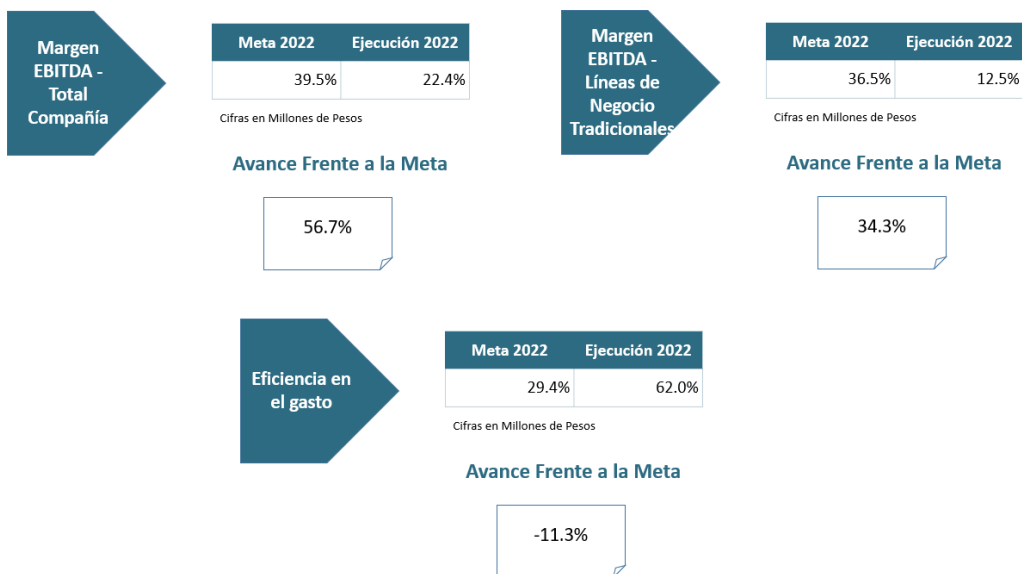 Margen
EBITDA -
Total
Compañía
Meta 2022 Ejecución 2022
39.5% 22.4%
Cifras en Millones de Pesos
Avance Frente a la Meta
56.7%
Margen
EBITDA -
Líneas de
Negocio
Tradicionales
Meta 2022 Ejecución 2022
36.5% 12.5%
Cifras en Millones de Pesos
Avance Frente a la Meta
34.3%
Eficiencia en
el gasto
Meta 2022 Ejecución 2022
29.4% 62.0%
Cifras en Millones de Pesos
Avance Frente a la Meta
-11.3%